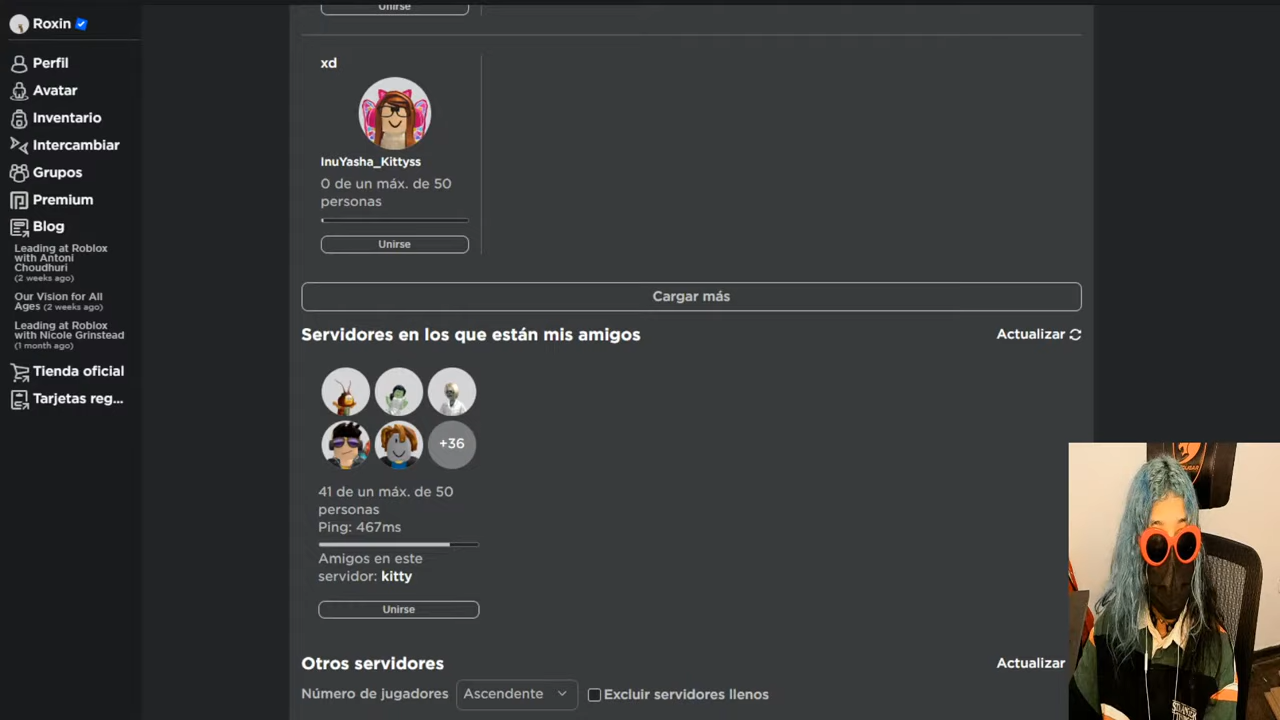 Roxin
Perfil
Avatar
Inventario
Intercambiar
Grupos
Premium
Blog
Leading at Roblox
with Antoni
Choudhuri
(2 weeks ago)
Our Vision for All
Ages (2 weeks ago)
Leading at Roblox
with Nicole Grinstead
(1 month ago)
Tienda oficial
Tarjetas reg...
Unirse
xd
InuYasha_Kittyss
0 de un máx. de 50
personas
Unirse
Cargar más
Servidores en los que están mis amigos
Actualizar
+36
41 de un máx. de 50
personas
Ping: 467ms
Amigos en este
servidor: kitty
Unirse
Otros servidores
Actualizar
Número de jugadores
Ascendente
Excluir servidores llenos